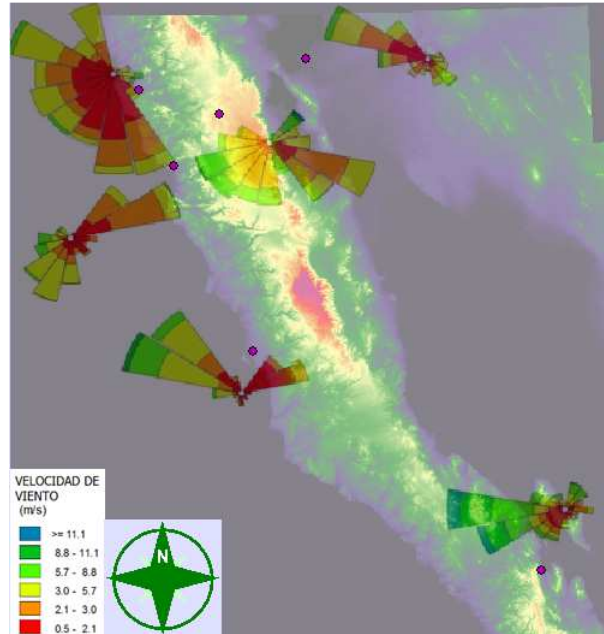 VELOCIDAD DE
VIENTO
(m/s)
>= 11.1
8.8 - 11.1
5.7 - 8.8
3.0 - 5.7
2.1 - 3.0
0.5 - 2.1
N